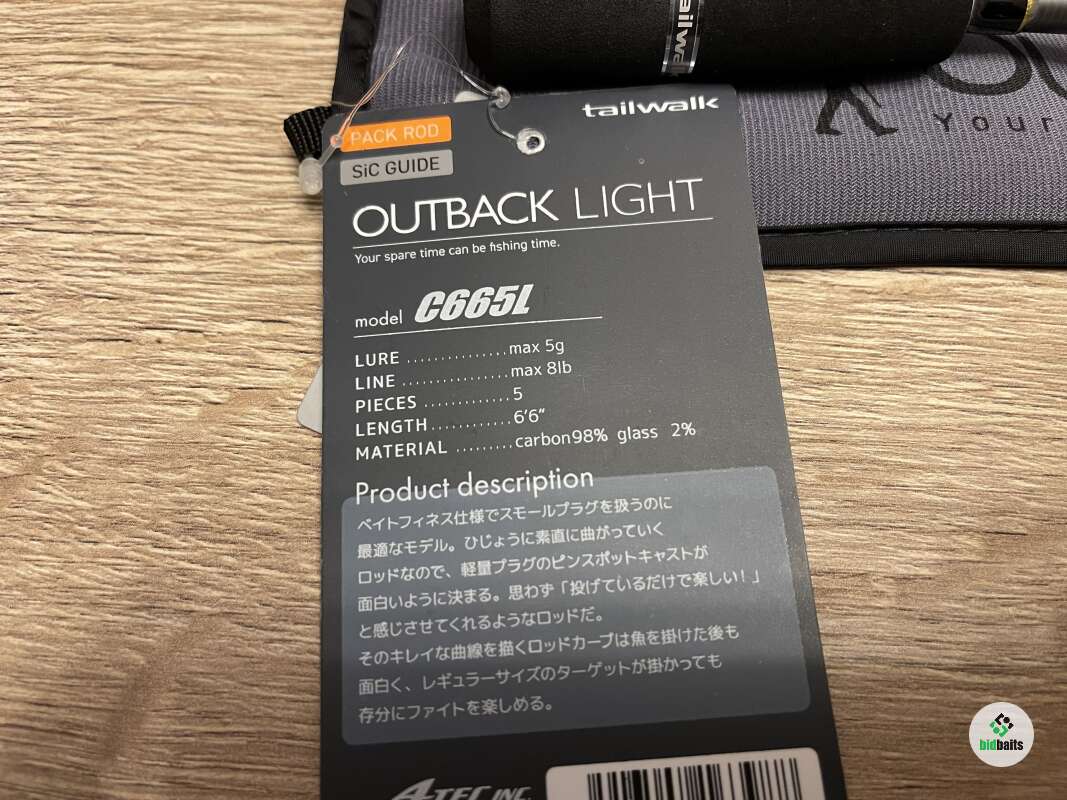 tailwalk
tailwalk
PACK ROD
SiC GUIDE
OUTBACK LIGHT
Your spare time can be fishing time.
model C665L
LURE ............... max 5g
LINE ................ max 8lb
PIECES ............. 5
LENGTH ............ 6'6"
MATERIAL ......... carbon98% glass 2%
Product description
ベイトフィネス仕様でスモールプラグを扱うのに
最適なモデル。ひじょうに素直に曲がっていく
ロッドなので、軽量プラグのピンスポットキャストが
面白いように決まる。思わず「投げているだけで楽しい!」
と感じさせてくれるようなロッドだ。
そのキレイな曲線を描くロッドカーブは魚を掛けた後も
面白く、レギュラーサイズのターゲットが掛かっても
存分にファイトを楽しめる。
Your
bidbaits